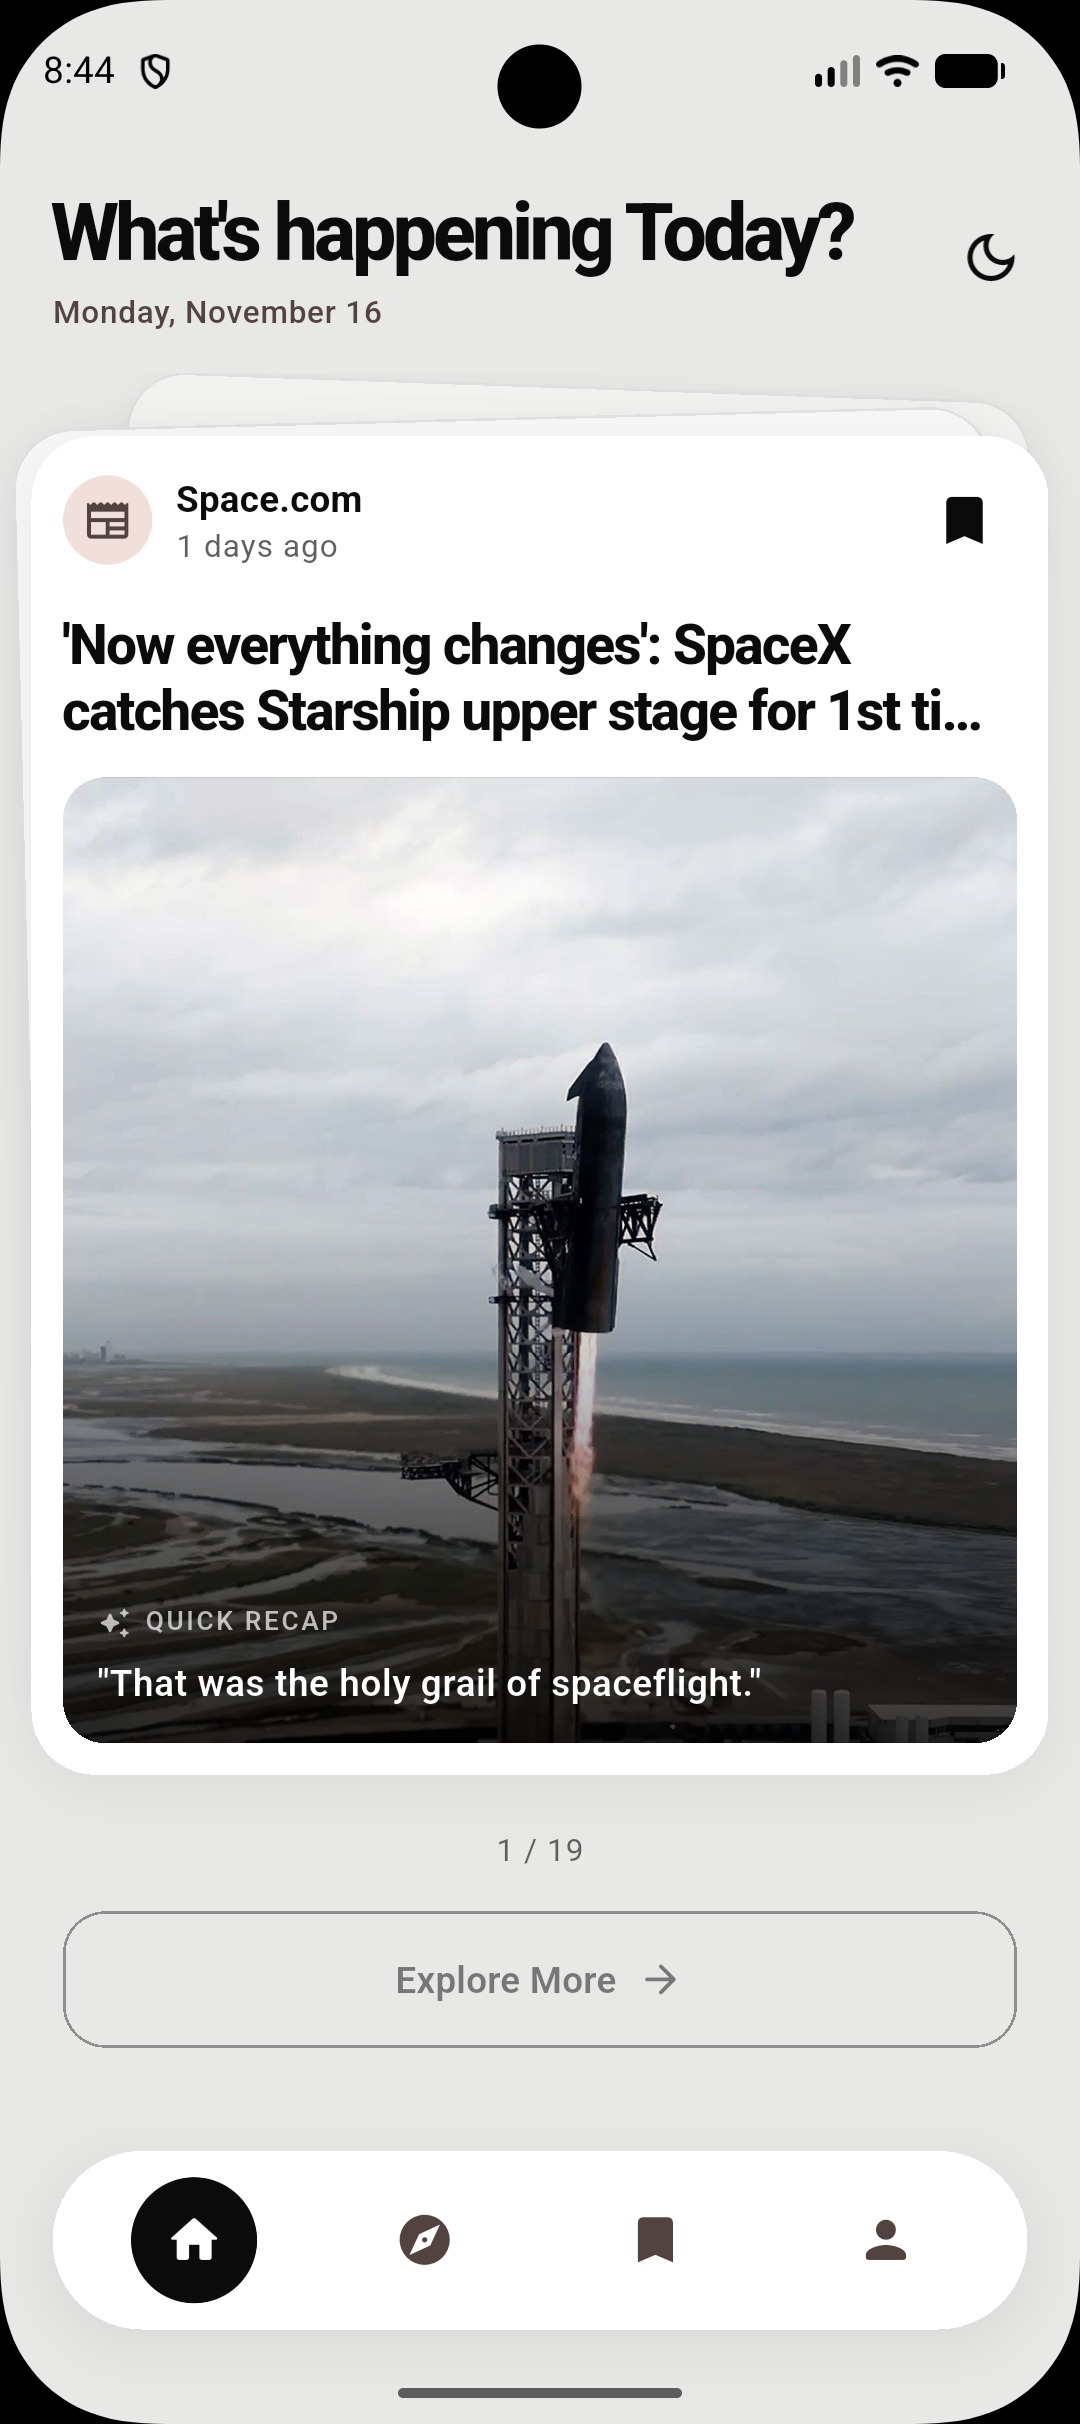 8:44
What's happening Today?
Monday, November 16
Space.com
1 days ago
'Now everything changes': SpaceX
catches Starship upper stage for 1st ti...
QUICK RECAP
"That was the holy grail of spaceflight."
1 / 19
Explore More